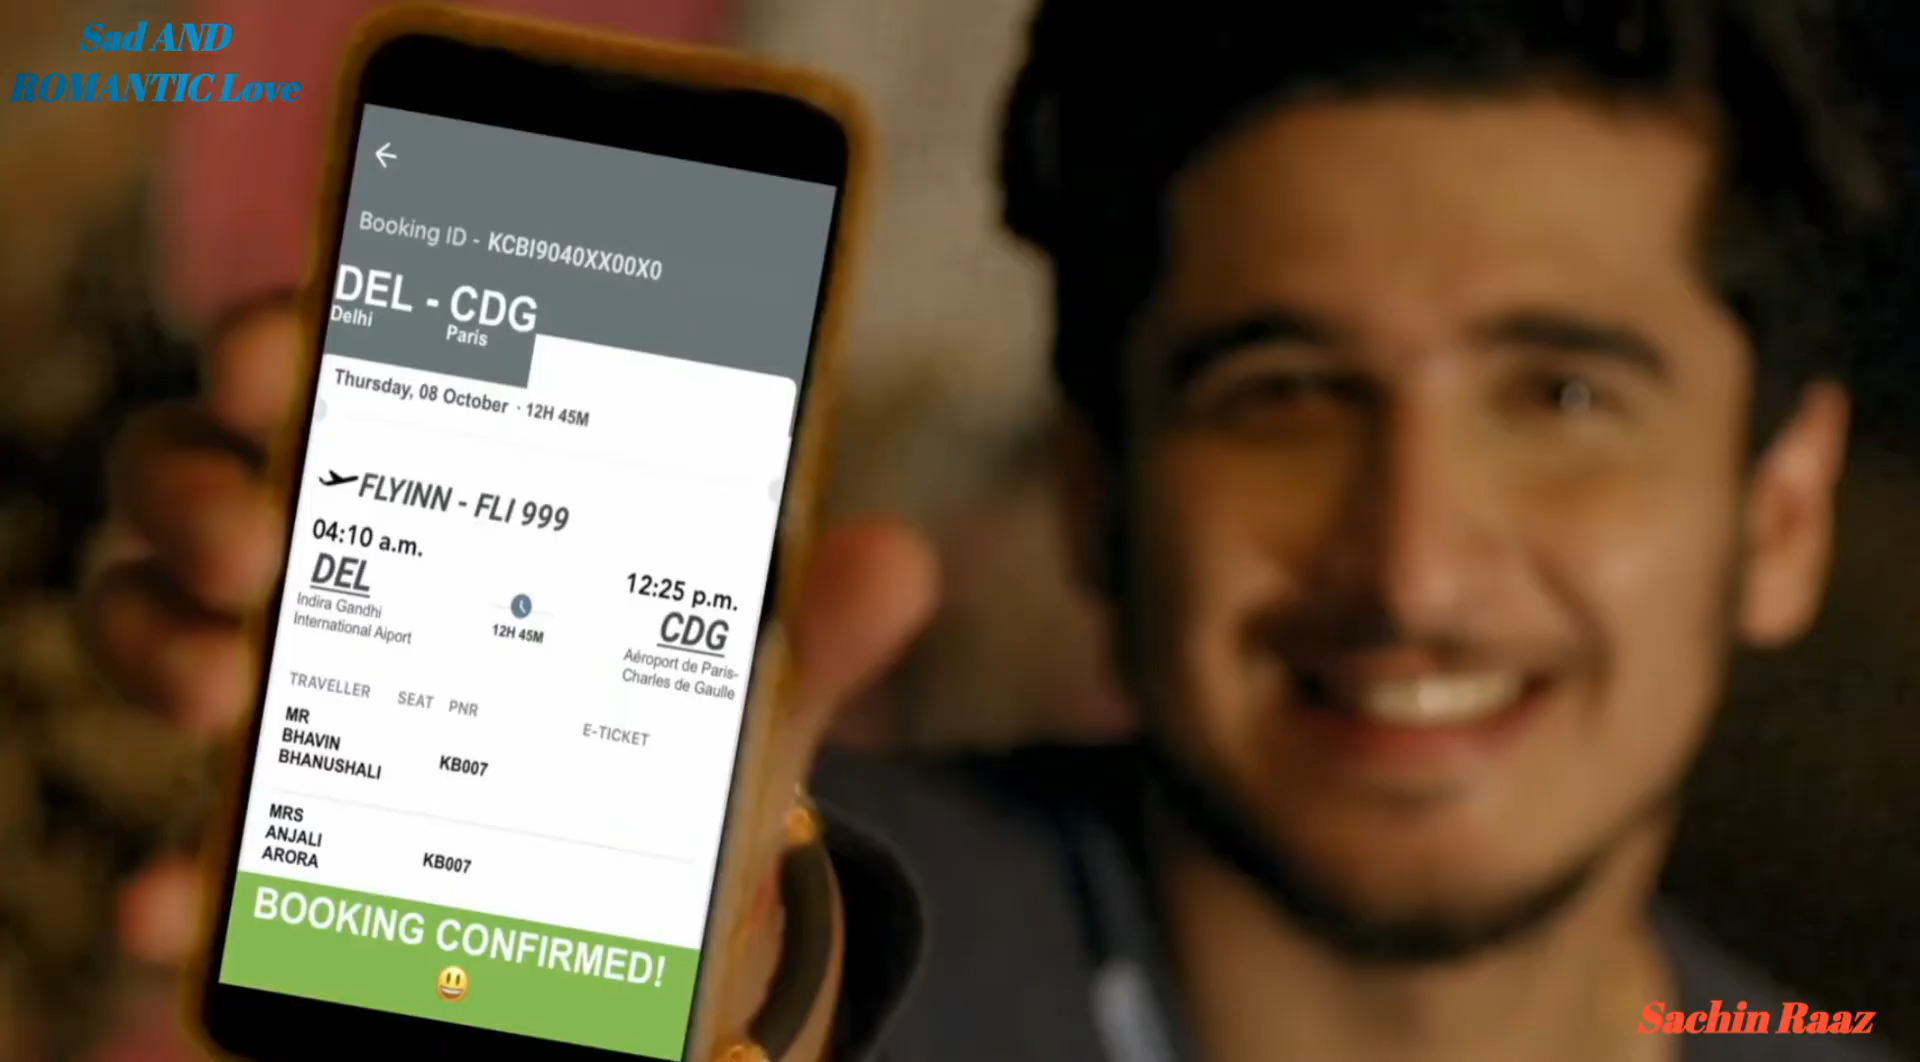 Sad AND
ROMANTIC Love
Booking ID - KCBI9040XX00X0
DEL - CDG
Delhi Paris
Thursday, 08 October · 12H 45M
FLYINN - FLI 999
04:10 a.m.
DEL
Indira Gandhi
International Aiport
12H 45M
12:25 p.m.
CDG
Aéroport de Paris-
Charles de Gaulle
TRAVELLER SEAT PNR E-TICKET
MR
BHAVIN
BHANUSHALI
KB007
MRS
ANJALI
ARORA
KB007
BOOKING CONFIRMED!
Sachin Raaz